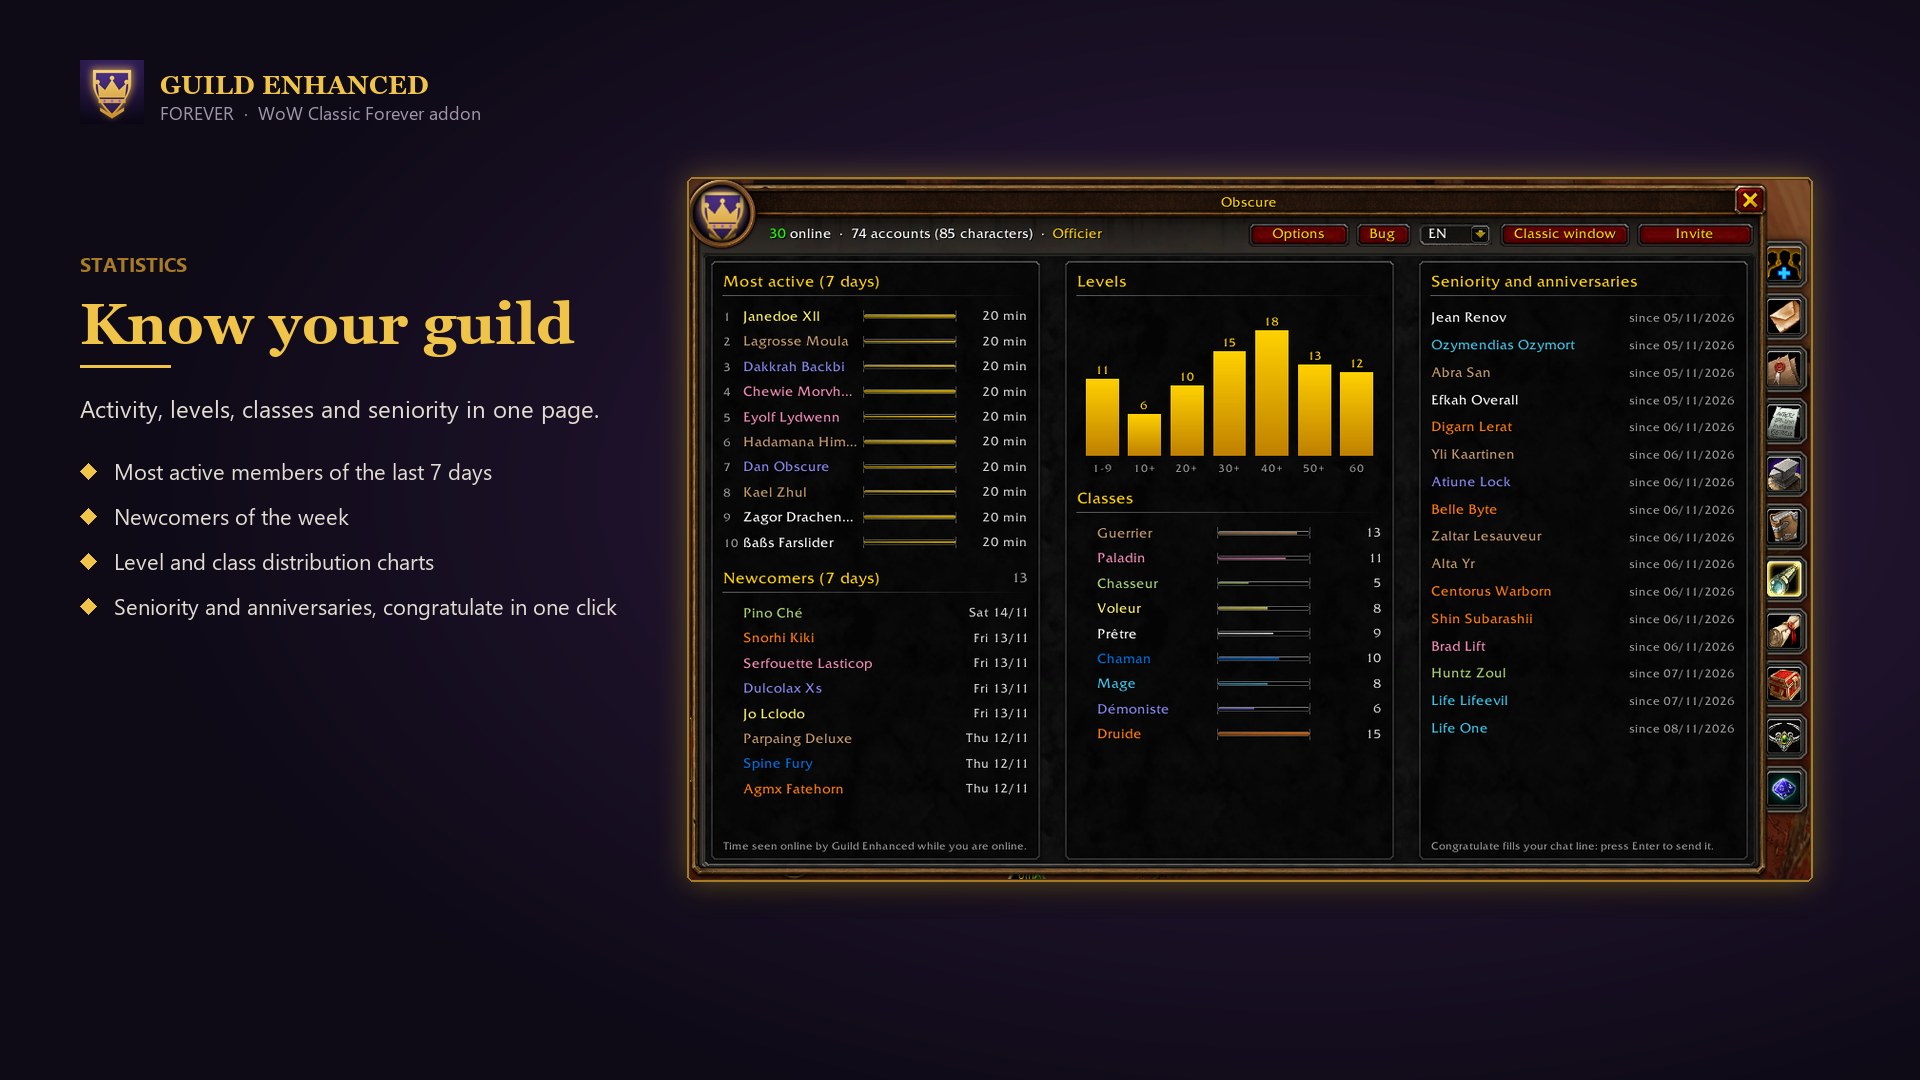 GUILD ENHANCED
FOREVER · WoW Classic Forever addon
STATISTICS
Know your guild
Activity, levels, classes and seniority in one page.
Most active members of the last 7 days
Newcomers of the week
Level and class distribution charts
Seniority and anniversaries, congratulate in one click
Obscure
30 online · 74 accounts (85 characters) · Officier
Options
Bug
EN
Classic window
Invite
Most active (7 days)
1 Janedoe Xll 20 min
2 Lagrosse Moula 20 min
3 Dakkrah Backbi 20 min
4 Chewie Morvh... 20 min
5 Eyolf Lydwenn 20 min
6 Hadamana Him... 20 min
7 Dan Obscure 20 min
8 Kael Zhul 20 min
9 Zagor Drachen... 20 min
10 ßaßs Farslider 20 min
Newcomers (7 days) 13
Pino Ché Sat 14/11
Snorhi Kiki Fri 13/11
Serfouette Lasticop Fri 13/11
Dulcolax Xs Fri 13/11
Jo Lclodo Fri 13/11
Parpaing Deluxe Thu 12/11
Spine Fury Thu 12/11
Agmx Fatehorn Thu 12/11
Time seen online by Guild Enhanced while you are online.
Levels
11 6 10 15 18 13 12
1-9 10+ 20+ 30+ 40+ 50+ 60
Classes
Guerrier 13
Paladin 11
Chasseur 5
Voleur 8
Prêtre 9
Chaman 10
Mage 8
Démoniste 6
Druide 15
Seniority and anniversaries
Jean Renov since 05/11/2026
Ozymendias Ozymort since 05/11/2026
Abra San since 05/11/2026
Efkah Overall since 05/11/2026
Digarn Lerat since 06/11/2026
Yli Kaartinen since 06/11/2026
Atiune Lock since 06/11/2026
Belle Byte since 06/11/2026
Zaltar Lesauveur since 06/11/2026
Alta Yr since 06/11/2026
Centorus Warborn since 06/11/2026
Shin Subarashii since 06/11/2026
Brad Lift since 06/11/2026
Huntz Zoul since 07/11/2026
Life Lifeevil since 07/11/2026
Life One since 08/11/2026
Congratulate fills your chat line: press Enter to send it.